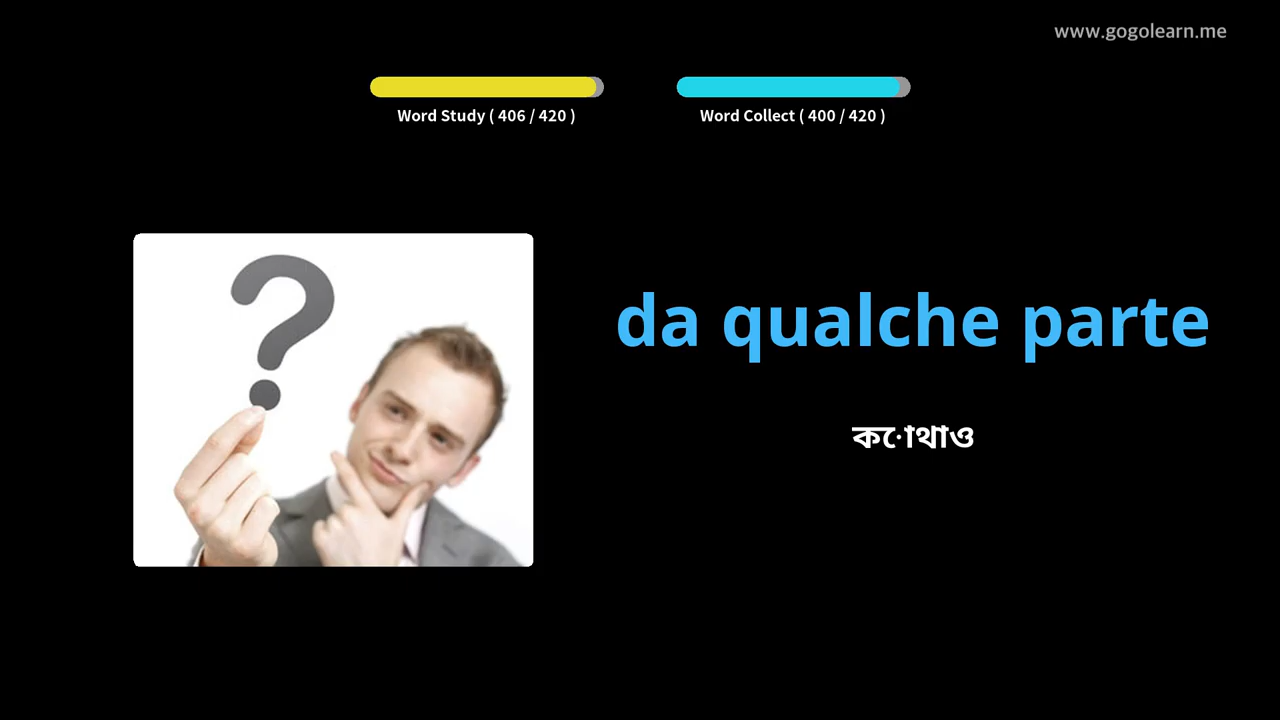 www.gogolearn.me
Word Study ( 406 / 420 )
Word Collect ( 400 / 420 )
da qualche parte
কোথাও